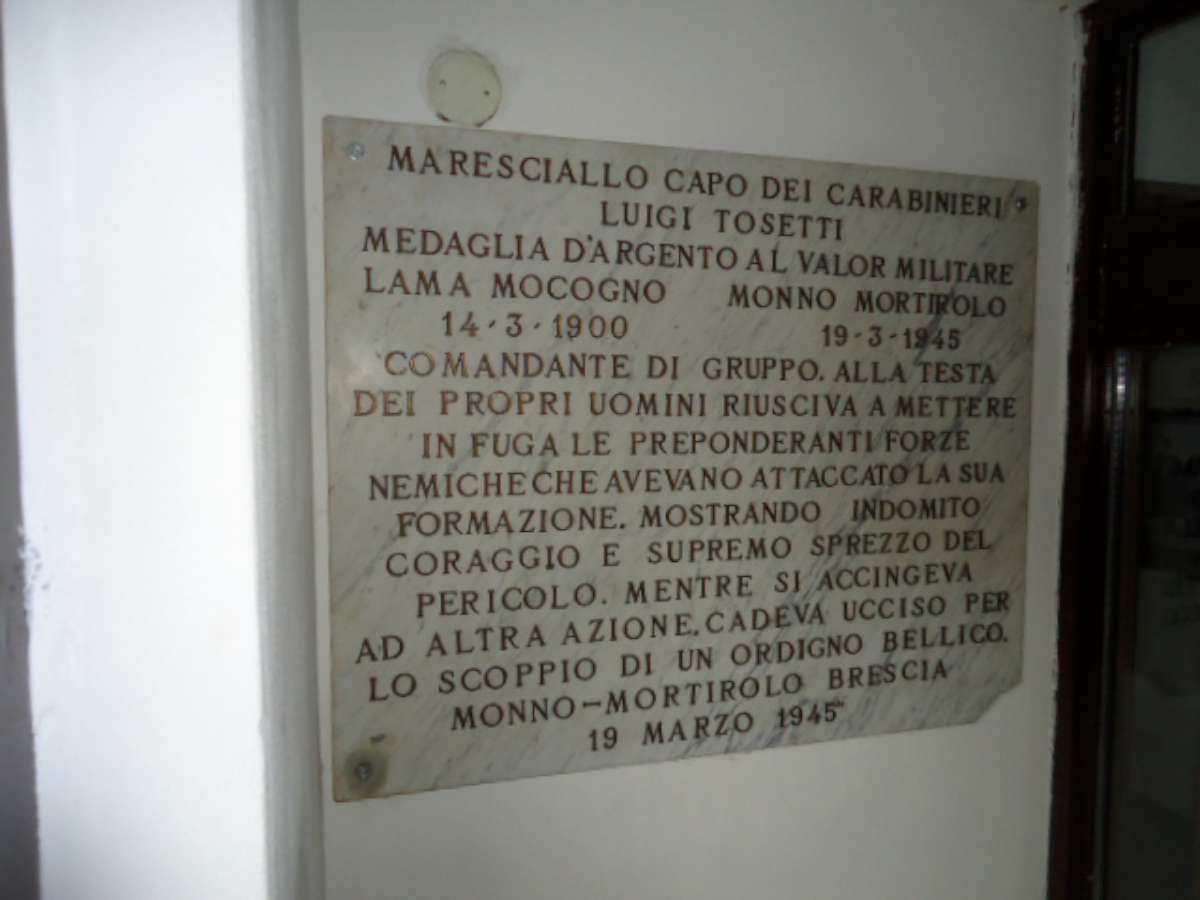 MARESCIALLO CAPO DEI CARABINIERI
LUIGI TOSETTI
MEDAGLIA D'ARGENTO AL VALOR MILITARE
LAMA MOCOGNO MONNO MORTIROLO
14-3-1900 19-3-1945
"COMANDANTE DI GRUPPO. ALLA TESTA
DEI PROPRI UOMINI RIUSCIVA A METTERE
IN FUGA LE PREPONDERANTI FORZE
NEMICHE CHE AVEVANO ATTACCATO LA SUA
FORMAZIONE. MOSTRANDO INDOMITO
CORAGGIO E SUPREMO SPREZZO DEL
PERICOLO. MENTRE SI ACCINGEVA
AD ALTRA AZIONE. CADEVA UCCISO PER
LO SCOPPIO DI UN ORDIGNO BELLICO.
MONNO-MORTIROLO BRESCIA
19 MARZO 1945"